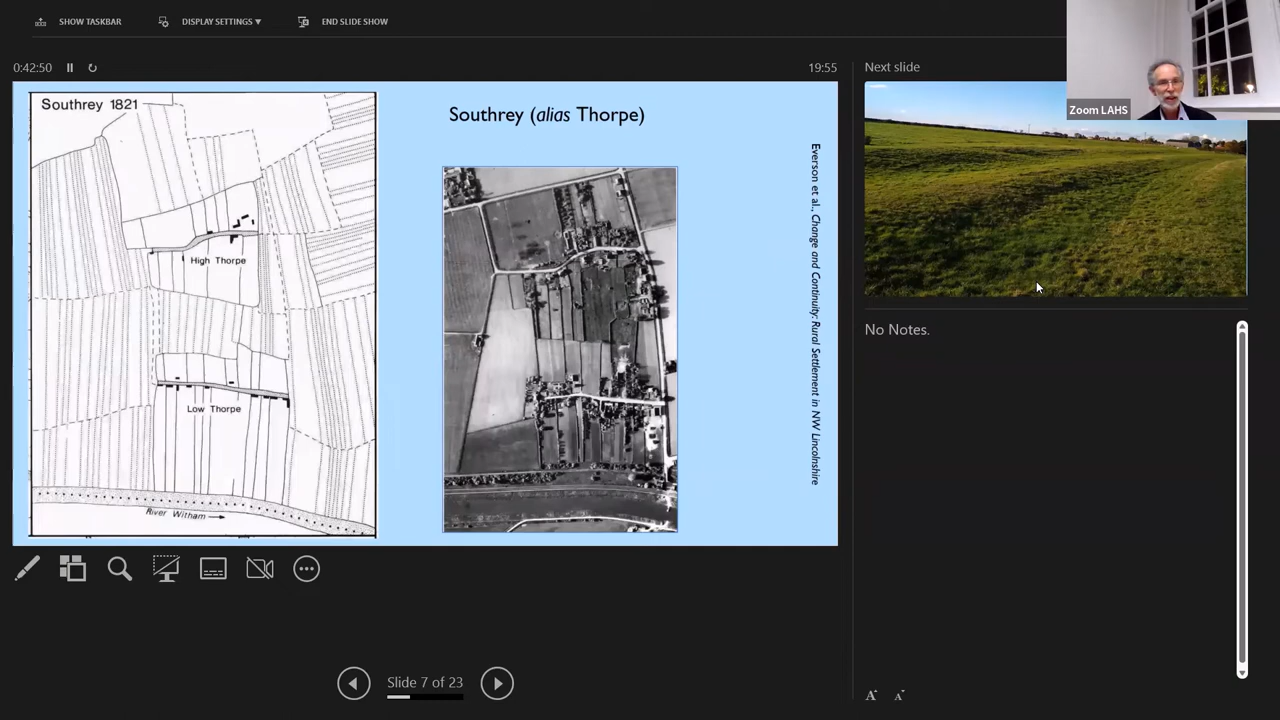 SHOW TASKBAR
DISPLAY SETTINGS ▼
END SLIDE SHOW
0:42:50
19:55
Next slide
Zoom LAHS
Southrey 1821
Southrey (alias Thorpe)
High Thorpe
Low Thorpe
River Witham
Everson et al., Change and Continuity: Rural Settlement in NW Lincolnshire
No Notes.
Slide 7 of 23
A A